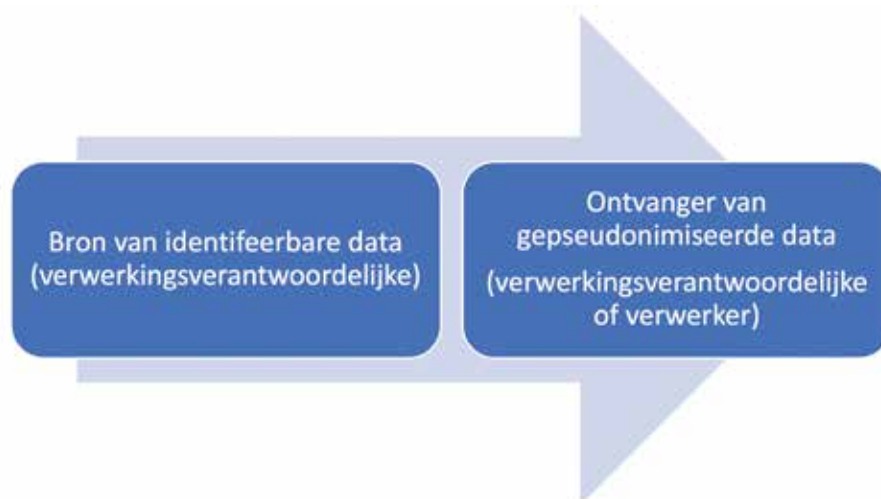 Bron van identifeerbare data
(verwerkingsverantwoordelijke)
Ontvanger van
gepseudonimiseerde data
(verwerkingsverantwoordelijke
of verwerker)